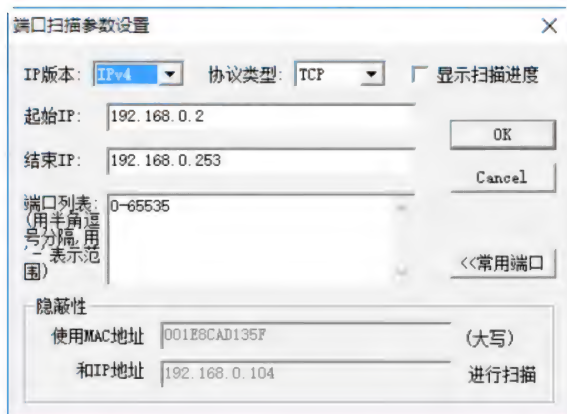 端口扫描参数设置
IP版本: IPv4 协议类型: TCP 显示扫描进度
起始IP: 192.168.0.2
OK
结束IP: 192.168.0.253
Cancel
端口列表: 0-65535
(用半角逗
号分隔,用
'-'表示范
围)
<<常用端口
隐蔽性
使用MAC地址 001E8CAD135F (大写)
和IP地址 192.168.0.104 进行扫描